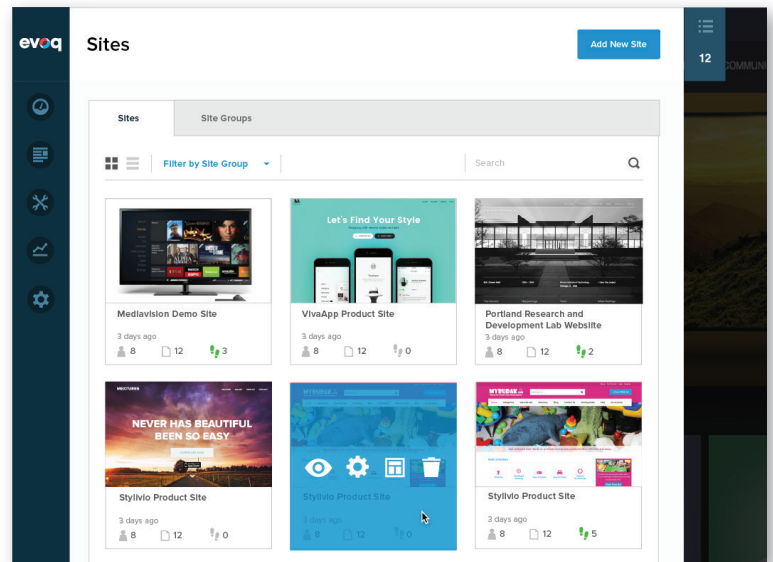 evoq
Sites
Add New Site
12
COMMUNI
Sites
Site Groups
Filter by Site Group
Search
Let's Find Your Style
Mediavision Demo Site
3 days ago
8 12 3
VivaApp Product Site
3 days ago
8 12 0
Portland Research and
Development Lab Website
3 days ago
8 12 2
NEVER HAS BEAUTIFUL
BEEN SO EASY
Stylivio Product Site
3 days ago
8 12 0
Stylivio Product Site
3 days ago
8 12 0
Stylivio Product Site
3 days ago
8 12 5